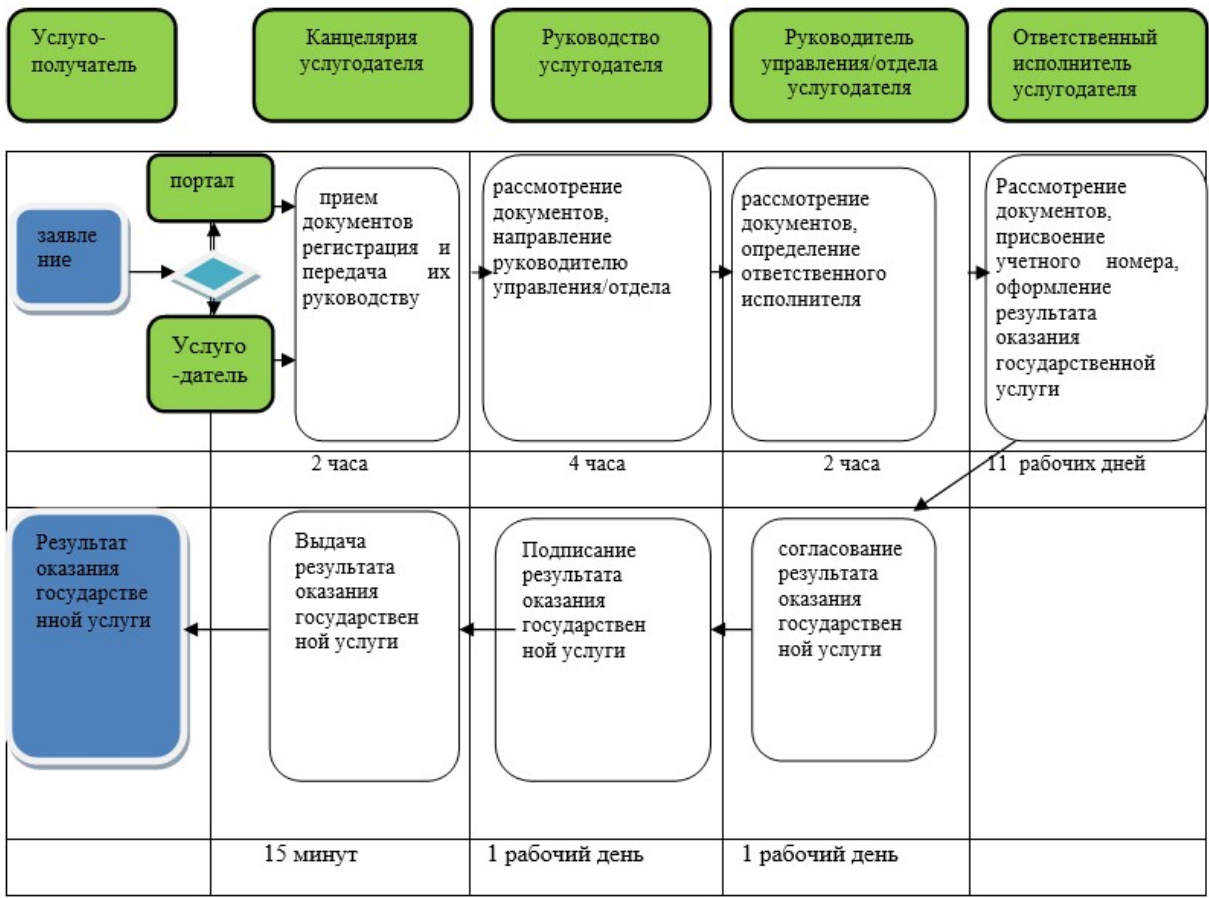 Услуго-
получатель
Канцелярия
услугодателя
Руководство
услугодателя
Руководитель
управления/отдела
услугодателя
Ответственный
исполнитель
услугодателя
заявле
ние
портал
Услуго
-датель
прием
документов
регистрация и
передача их
руководству
рассмотрение
документов,
направление
руководителю
управления/отдела
рассмотрение
документов,
определение
ответственного
исполнителя
Рассмотрение
документов,
присвоение
учетного номера,
оформление
результата
оказания
государственной
услуги
2 часа
4 часа
2 часа
11 рабочих дней
Результат
оказания
государстве
нной услуги
Выдача
результата
оказания
государствен
ной услуги
Подписание
результата
оказания
государствен
ной услуги
согласование
результата
оказания
государствен
ной услуги
15 минут
1 рабочий день
1 рабочий день